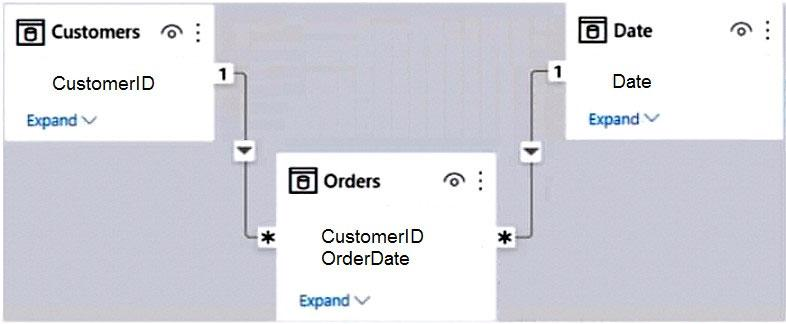 Customers
CustomerID
Expand
1
Date
Date
Expand
1
Orders
CustomerID
OrderDate
Expand
*
*